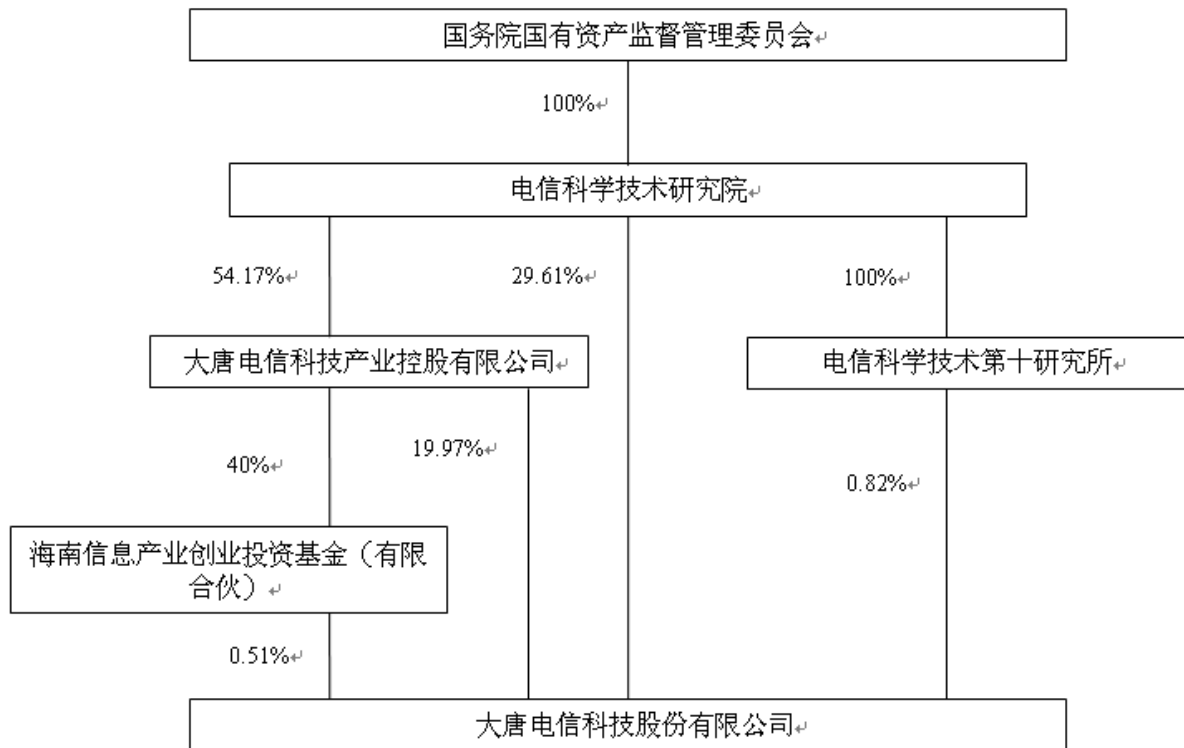 国务院国有资产监督管理委员会↵
100%↵
电信科学技术研究院↵
54.17%↵
29.61%↵
100%↵
大唐电信科技产业控股有限公司↵
电信科学技术第十研究所↵
19.97%↵
40%↵
0.82%↵
海南信息产业创业投资基金（有限
合伙）↵
0.51%↵
大唐电信科技股份有限公司↵